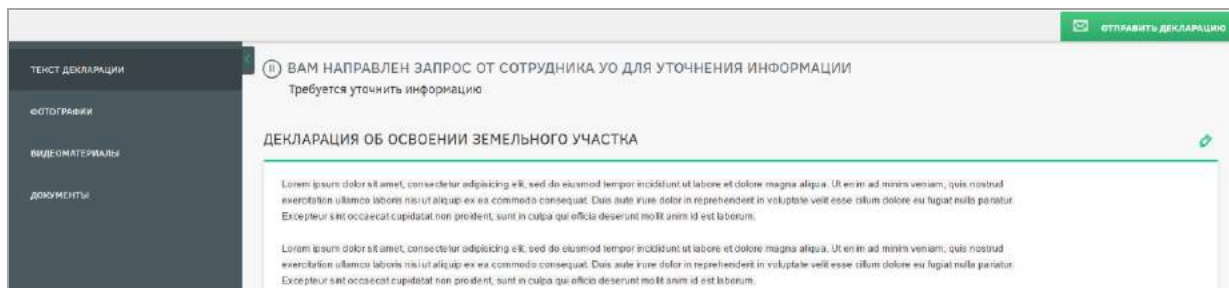 ОТПРАВИТЬ ДЕКЛАРАЦИЮ
ТЕКСТ ДЕКЛАРАЦИИ
ФОТОГРАФИИ
ВИДЕОМАТЕРИАЛЫ
ДОКУМЕНТЫ
ВАМ НАПРАВЛЕН ЗАПРОС ОТ СОТРУДНИКА УО ДЛЯ УТОЧНЕНИЯ ИНФОРМАЦИИ
Требуется уточнить информацию
ДЕКЛАРАЦИЯ ОБ ОСВОЕНИИ ЗЕМЕЛЬНОГО УЧАСТКА
Lorem ipsum dolor sit amet, consectetur adipisicing elit, sed do eiusmod tempor incididunt ut labore et dolore magna aliqua. Ut enim ad minim veniam, quis nostrud
exercitation ullamco laboris nisi ut aliquip ex ea commodo consequat. Duis aute irure dolor in reprehenderit in voluptate velit esse cillum dolore eu fugiat nulla pariatur.
Excepteur sint occaecat cupidatat non proident, sunt in culpa qui officia deserunt mollit anim id est laborum.
Lorem ipsum dolor sit amet, consectetur adipisicing elit, sed do eiusmod tempor incididunt ut labore et dolore magna aliqua. Ut enim ad minim veniam, quis nostrud
exercitation ullamco laboris nisi ut aliquip ex ea commodo consequat. Duis aute irure dolor in reprehenderit in voluptate velit esse cillum dolore eu fugiat nulla pariatur.
Excepteur sint occaecat cupidatat non proident, sunt in culpa qui officia deserunt mollit anim id est laborum.